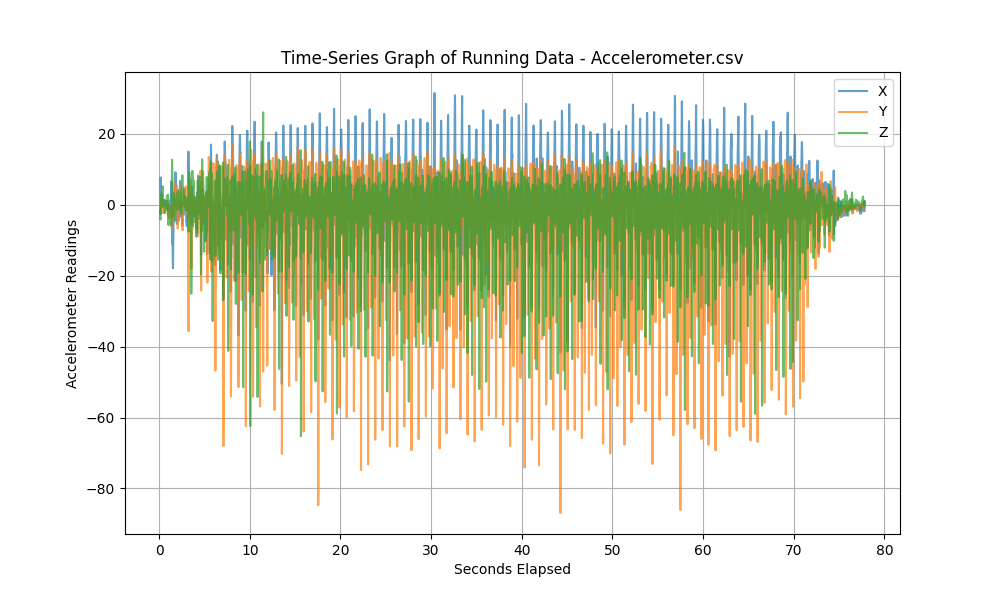 Time-Series Graph of Running Data - Accelerometer.csv
X
Y
Z
Accelerometer Readings
20
0
−20
−40
−60
−80
0 10 20 30 40 50 60 70 80
Seconds Elapsed